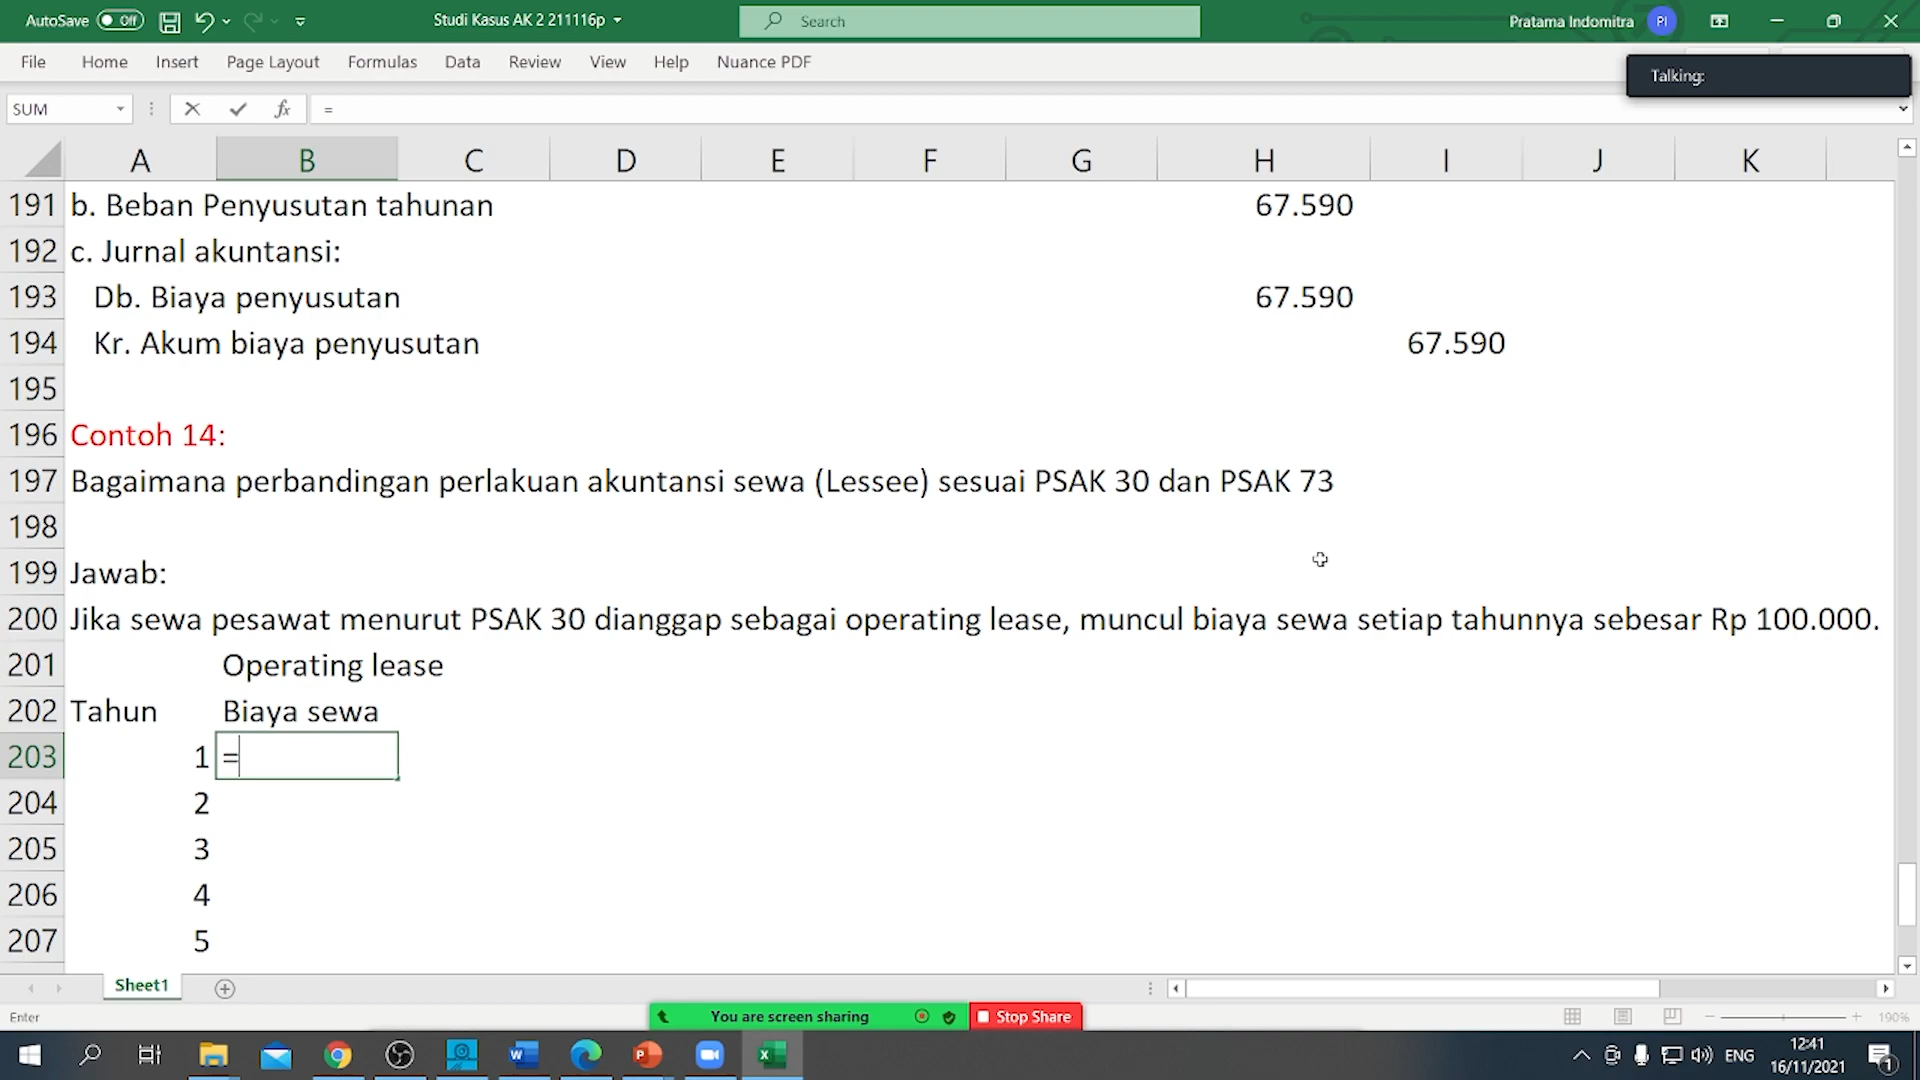 AutoSave Off
Studi Kasus AK 2 211116p
Search
Pratama Indomitra PI
File Home Insert Page Layout Formulas Data Review View Help Nuance PDF
Talking:
SUM fx =
A B C D E F G H I J K
191 b. Beban Penyusutan tahunan 67.590
192 c. Jurnal akuntansi:
193 Db. Biaya penyusutan 67.590
194 Kr. Akum biaya penyusutan 67.590
195
196 Contoh 14:
197 Bagaimana perbandingan perlakuan akuntansi sewa (Lessee) sesuai PSAK 30 dan PSAK 73
198
199 Jawab:
200 Jika sewa pesawat menurut PSAK 30 dianggap sebagai operating lease, muncul biaya sewa setiap tahunnya sebesar Rp 100.000.
201 Operating lease
202 Tahun Biaya sewa
203 1 =
204 2
205 3
206 4
207 5
Sheet1
Enter
You are screen sharing Stop Share
190%
ENG
12:41
16/11/2021
1